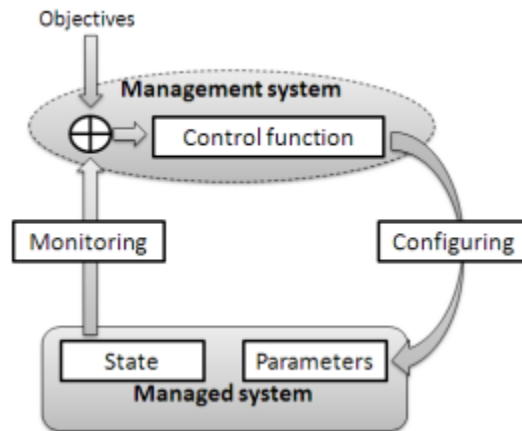 Objectives
Management system
Control function
Monitoring
Configuring
State
Parameters
Managed system